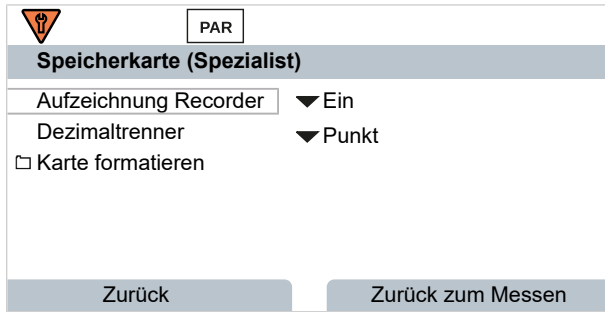 PAR
Speicherkarte (Spezialist)
Aufzeichnung Recorder Ein
Dezimaltrenner Punkt
Karte formatieren
Zurück Zurück zum Messen